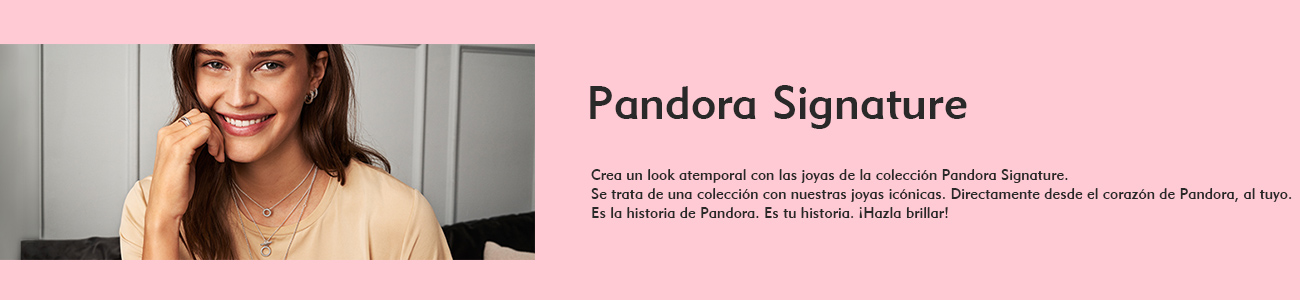 Pandora Signature
Crea un look atemporal con las joyas de la colección Pandora Signature.
Se trata de una colección con nuestras joyas icónicas. Directamente desde el corazón de Pandora, al tuyo.
Es la historia de Pandora. Es tu historia. ¡Hazla brillar!